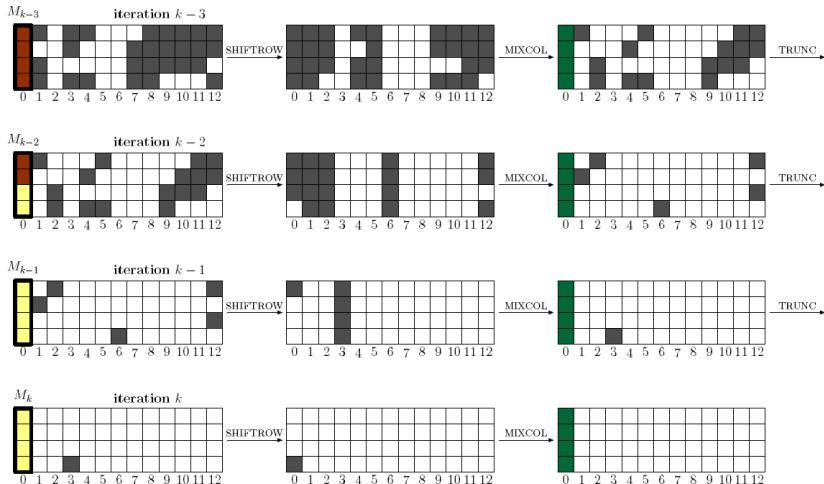 M_{k-3} iteration k − 3
SHIFTROW MIXCOL TRUNC
0 1 2 3 4 5 6 7 8 9 10 11 12 0 1 2 3 4 5 6 7 8 9 10 11 12 0 1 2 3 4 5 6 7 8 9 10 11 12
M_{k-2} iteration k − 2
SHIFTROW MIXCOL TRUNC
0 1 2 3 4 5 6 7 8 9 10 11 12 0 1 2 3 4 5 6 7 8 9 10 11 12 0 1 2 3 4 5 6 7 8 9 10 11 12
M_{k-1} iteration k − 1
SHIFTROW MIXCOL TRUNC
0 1 2 3 4 5 6 7 8 9 10 11 12 0 1 2 3 4 5 6 7 8 9 10 11 12 0 1 2 3 4 5 6 7 8 9 10 11 12
M_k iteration k
SHIFTROW MIXCOL
0 1 2 3 4 5 6 7 8 9 10 11 12 0 1 2 3 4 5 6 7 8 9 10 11 12 0 1 2 3 4 5 6 7 8 9 10 11 12